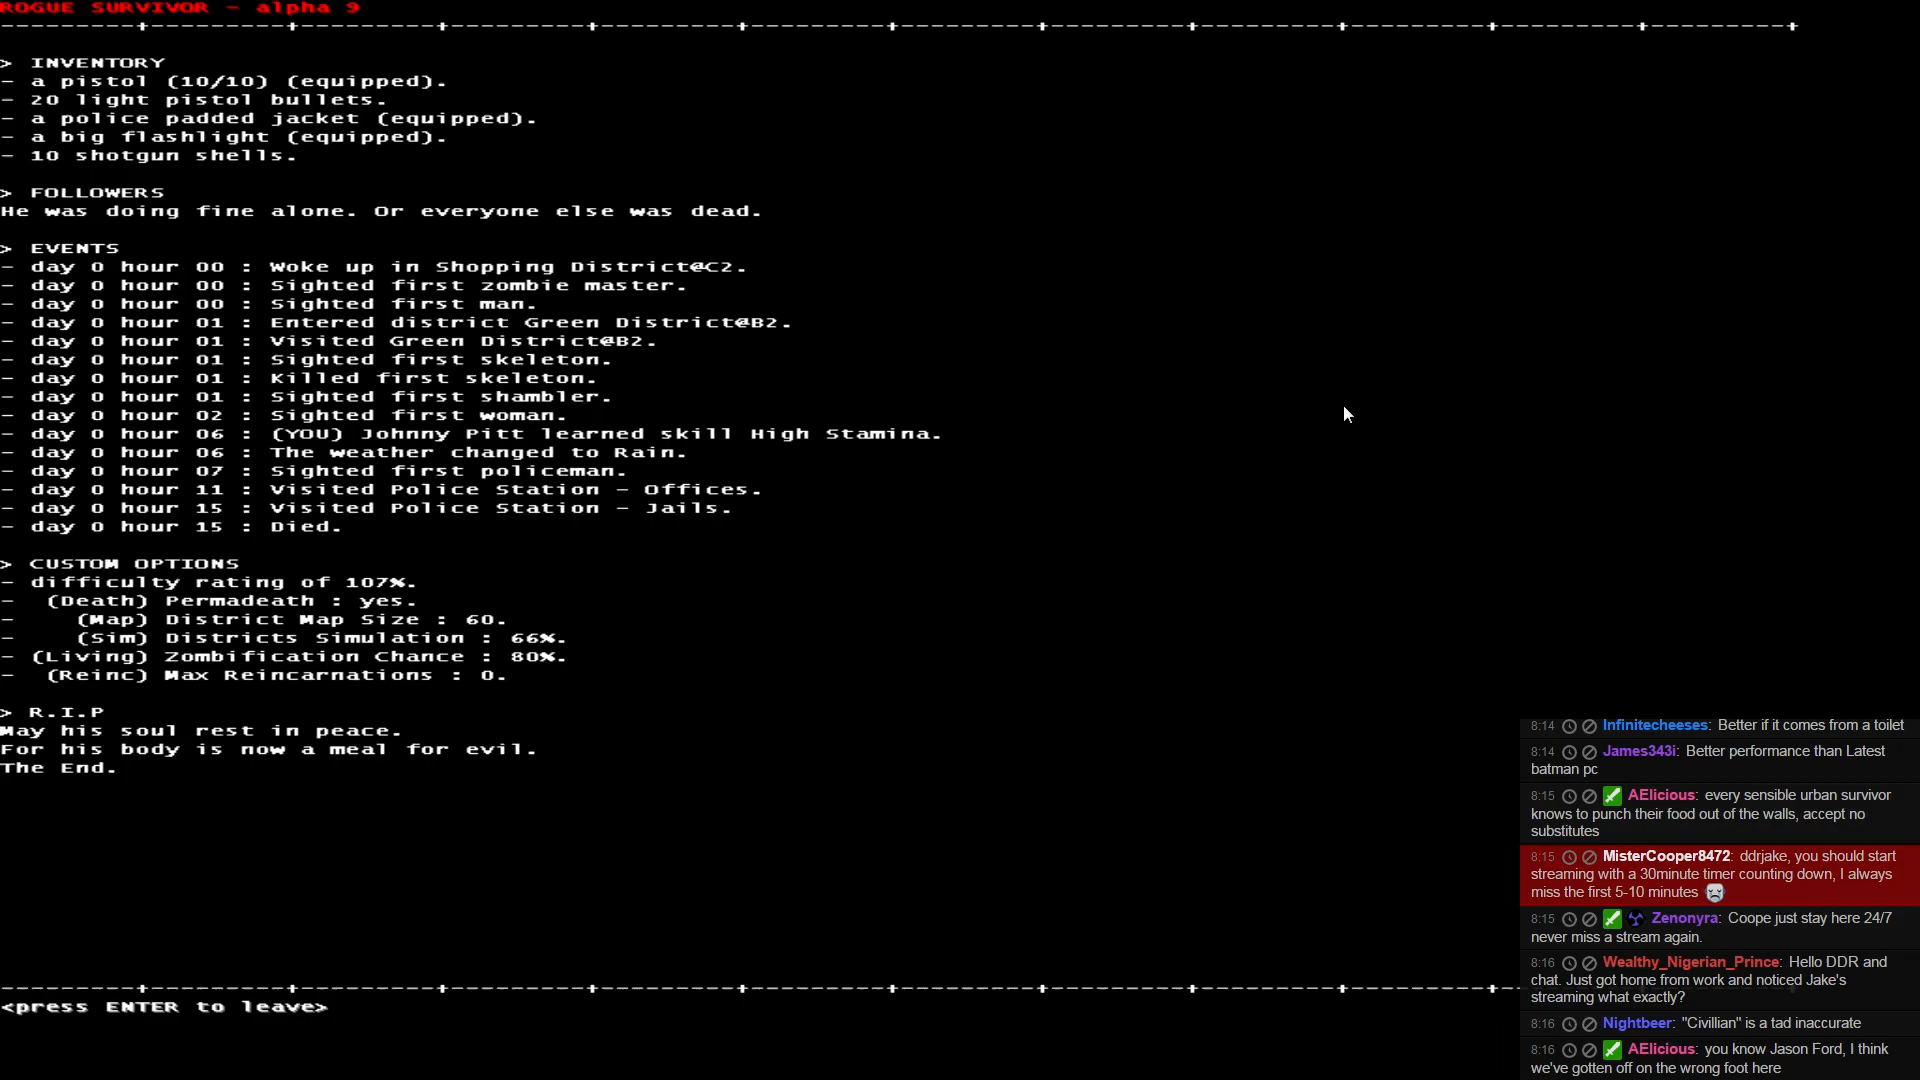 ROGUE SURVIVOR - alpha 9
> INVENTORY
- a pistol (10/10) (equipped).
- 20 light pistol bullets.
- a police padded jacket (equipped).
- a big flashlight (equipped).
- 10 shotgun shells.
> FOLLOWERS
He was doing fine alone. Or everyone else was dead.
> EVENTS
- day 0 hour 00 : Woke up in Shopping District@C2.
- day 0 hour 00 : Sighted first zombie master.
- day 0 hour 00 : Sighted first man.
- day 0 hour 01 : Entered district Green District@B2.
- day 0 hour 01 : Visited Green District@B2.
- day 0 hour 01 : Sighted first skeleton.
- day 0 hour 01 : Killed first skeleton.
- day 0 hour 01 : Sighted first shambler.
- day 0 hour 02 : Sighted first woman.
- day 0 hour 06 : (YOU) Johnny Pitt learned skill High Stamina.
- day 0 hour 06 : The weather changed to Rain.
- day 0 hour 07 : Sighted first policeman.
- day 0 hour 11 : Visited Police Station - Offices.
- day 0 hour 15 : Visited Police Station - Jails.
- day 0 hour 15 : Died.
> CUSTOM OPTIONS
- difficulty rating of 107%.
- (Death) Permadeath : yes.
- (Map) District Map Size : 60.
- (Sim) Districts Simulation : 66%.
- (Living) Zombification Chance : 80%.
- (Reinc) Max Reincarnations : 0.
> R.I.P
May his soul rest in peace.
For his body is now a meal for evil.
The End.
<press ENTER to leave>
8:14 Infinitecheeses: Better if it comes from a toilet
8:14 James343i: Better performance than Latest
batman pc
8:15 AElicious: every sensible urban survivor
knows to punch their food out of the walls, accept no
substitutes
8:15 MisterCooper8472: ddrjake, you should start
streaming with a 30minute timer counting down, I always
miss the first 5-10 minutes
8:15 Zenonyra: Coope just stay here 24/7
never miss a stream again.
8:16 Wealthy_Nigerian_Prince: Hello DDR and
chat. Just got home from work and noticed Jake's
streaming what exactly?
8:16 Nightbeer: "Civillian" is a tad inaccurate
8:16 AElicious: you know Jason Ford, I think
we've gotten off on the wrong foot here